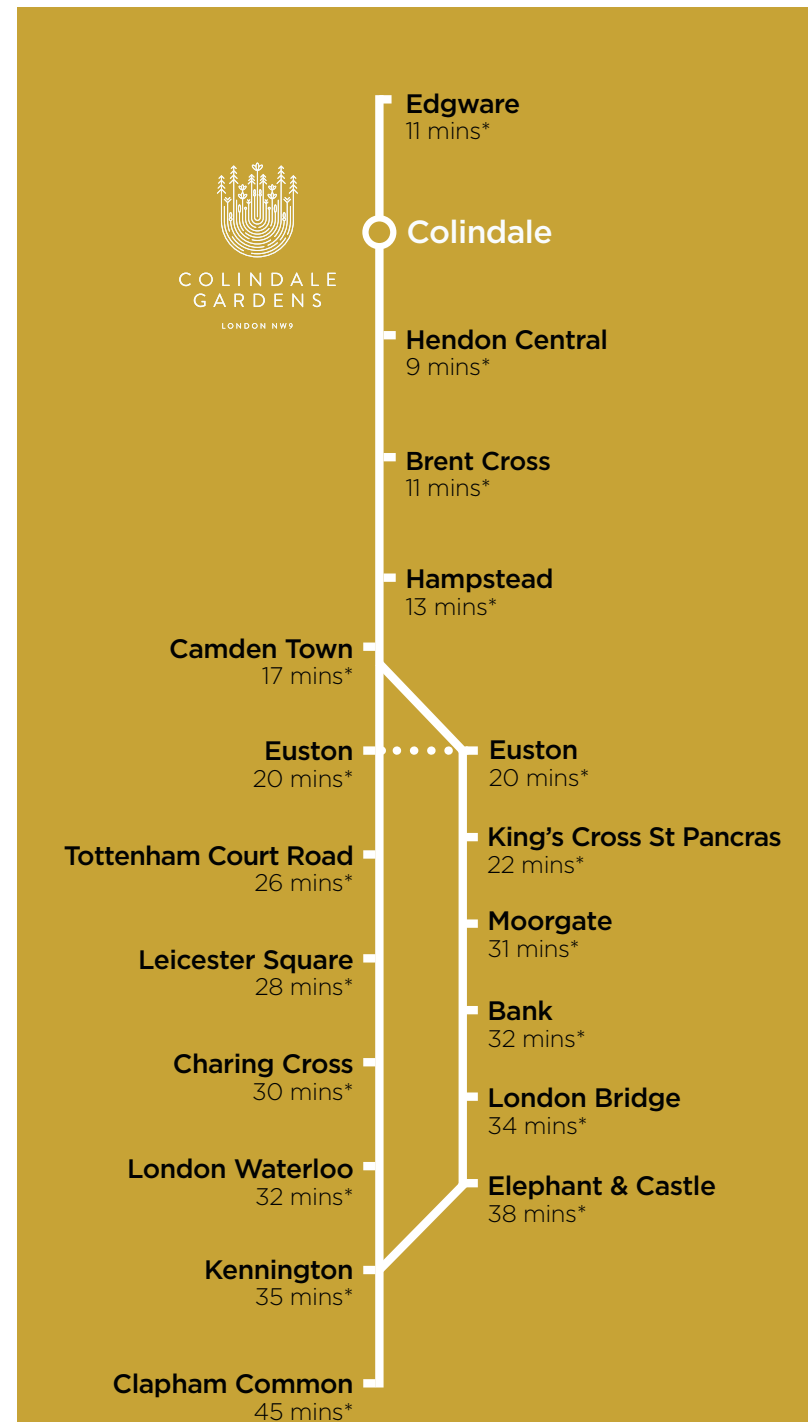 Edgware
11 mins*
COLINDALE
GARDENS
LONDON NW9
Colindale
Hendon Central
9 mins*
Brent Cross
11 mins*
Hampstead
13 mins*
Camden Town
17 mins*
Euston
20 mins*
Euston
20 mins*
King's Cross St Pancras
22 mins*
Tottenham Court Road
26 mins*
Moorgate
31 mins*
Leicester Square
28 mins*
Bank
32 mins*
Charing Cross
30 mins*
London Bridge
34 mins*
London Waterloo
32 mins*
Elephant & Castle
38 mins*
Kennington
35 mins*
Clapham Common
45 mins*